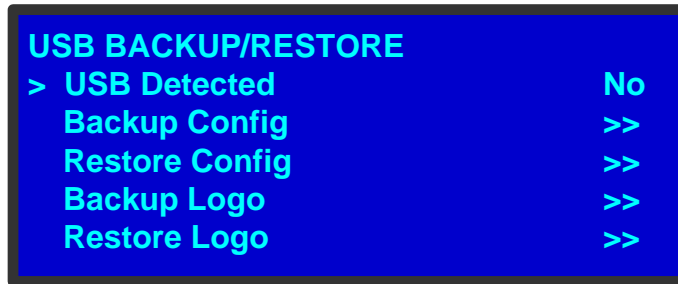 USB BACKUP/RESTORE
> USB Detected No
Backup Config >>
Restore Config >>
Backup Logo >>
Restore Logo >>